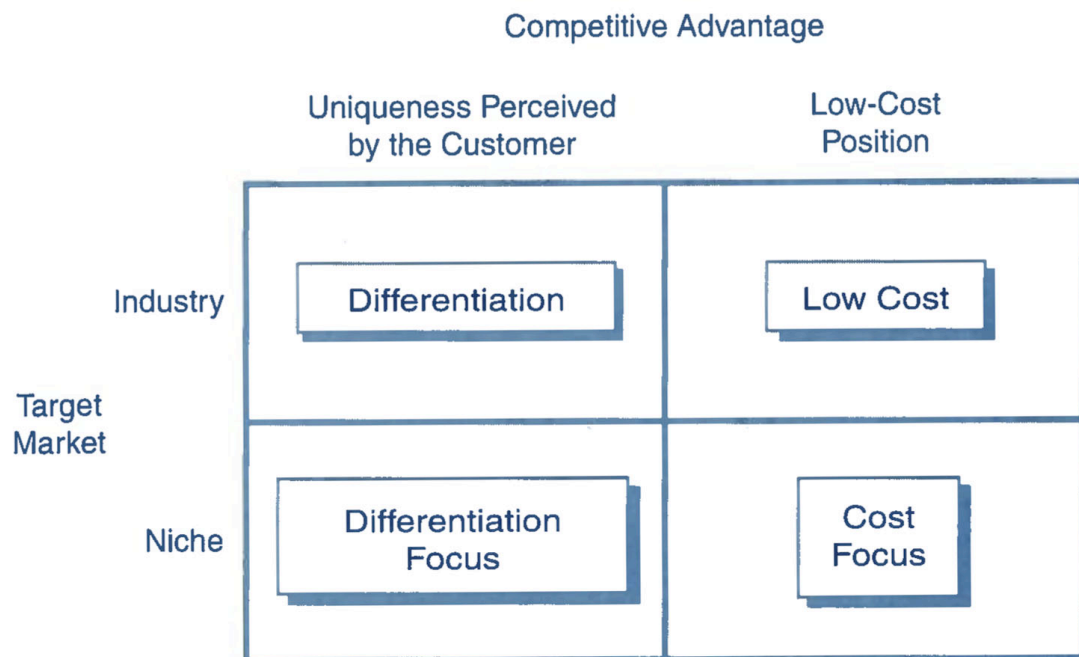 Competitive Advantage
Uniqueness Perceived
by the Customer
Low-Cost
Position
Industry
Differentiation
Low Cost
Target
Market
Niche
Differentiation
Focus
Cost
Focus